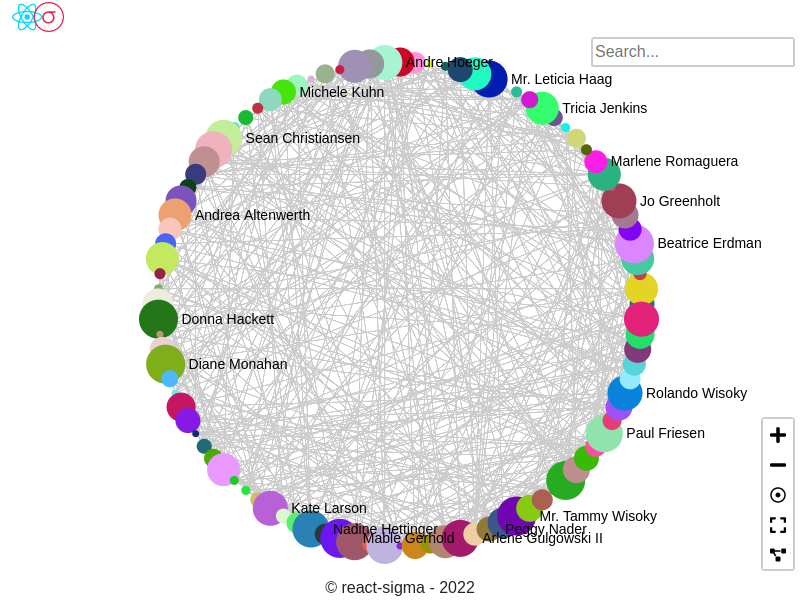 Search...
Andre Hoeger
Mr. Leticia Haag
Michele Kuhn
Tricia Jenkins
Sean Christiansen
Marlene Romaguera
Jo Greenholt
Andrea Altenwerth
Beatrice Erdman
Donna Hackett
Diane Monahan
Rolando Wisoky
Paul Friesen
Kate Larson
Mr. Tammy Wisoky
Nadine Hettinger
Peggy Nader
Mable Gerhold
Arlene Gulgowski II
© react-sigma - 2022